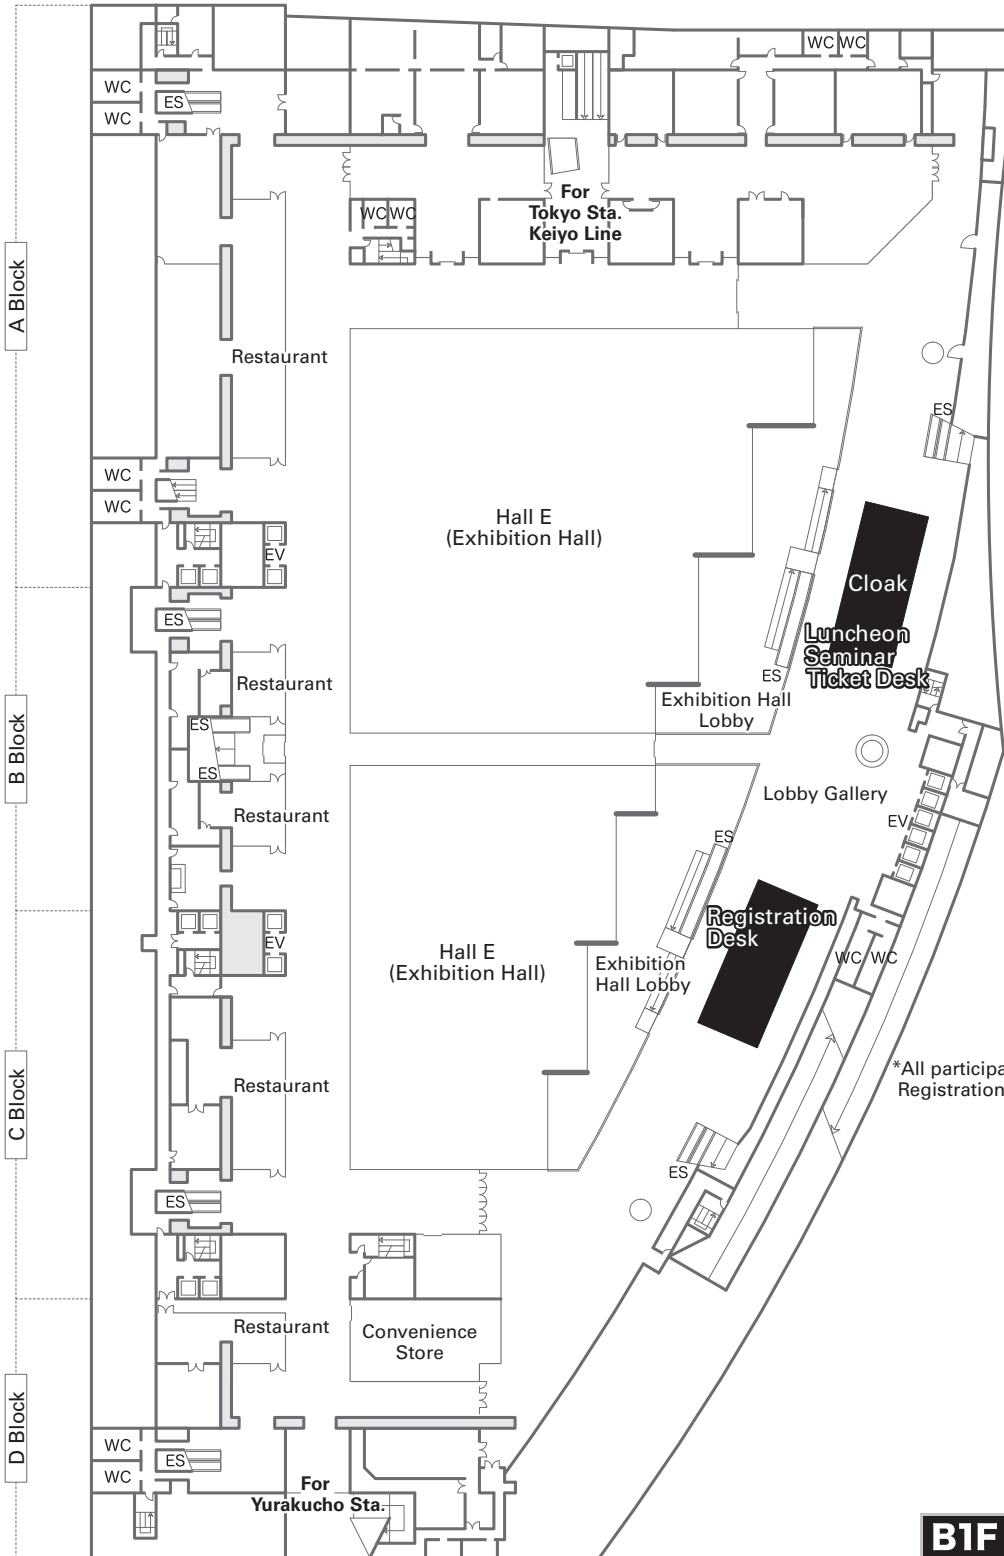 WC WC
WC
ES
WC
For
Tokyo Sta.
Keiyo Line
WC WC
A Block
Restaurant
ES
WC
WC
Hall E
(Exhibition Hall)
EV
Cloak
ES
Luncheon
Seminar
Ticket Desk
ES
Restaurant
Exhibition Hall
Lobby
B Block
ES
ES
Lobby Gallery
Restaurant
EV
ES
Registration
Desk
EV
Hall E
(Exhibition Hall)
Exhibition
Hall Lobby
WC WC
*All participa
Registration
C Block
Restaurant
ES
ES
Restaurant
Convenience
Store
D Block
WC
ES
WC
For
Yurakucho Sta.
B1F